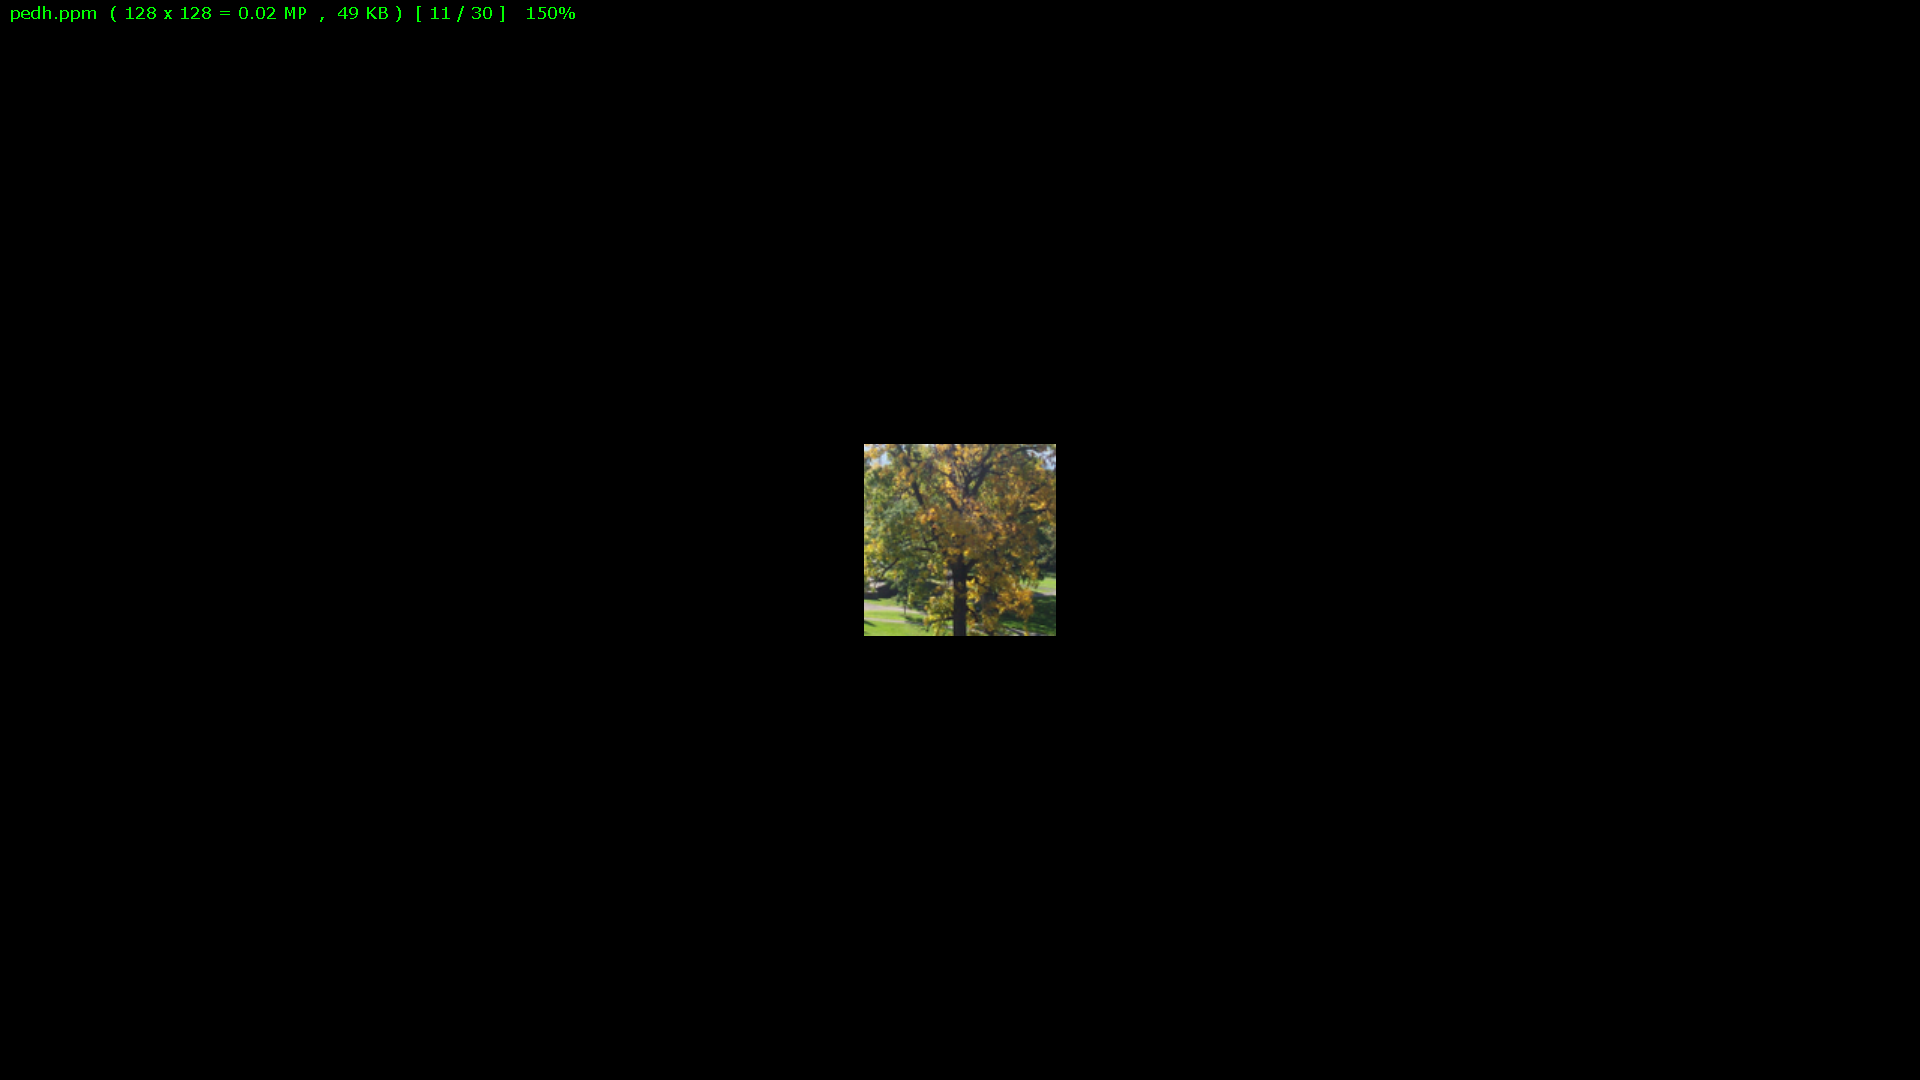 pedh.ppm ( 128 x 128 = 0.02 MP , 49 KB ) [ 11 / 30 ] 150%